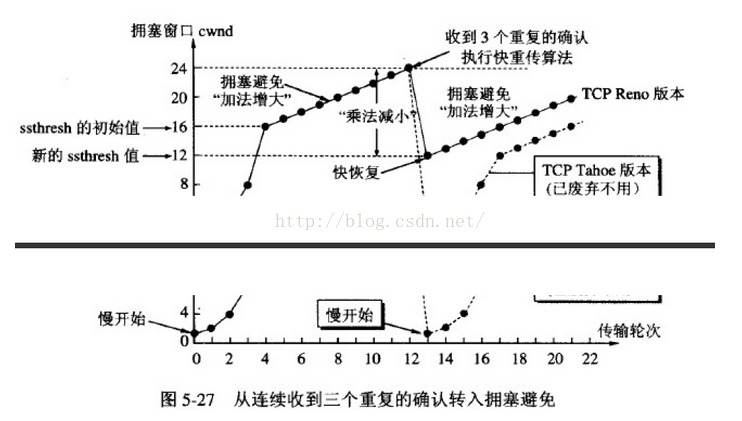 拥塞窗口 cwnd
收到 3 个重复的确认
执行快重传算法
24
拥塞避免
“加法增大”
拥塞避免
“加法增大”
TCP Reno 版本
20
“乘法减小”
ssthresh 的初始值
16
新的 ssthresh 值
12
快恢复
TCP Tahoe 版本
(已废弃不用)
8
http://blog.csdn.net/
4
慢开始
慢开始
传输轮次
0
0 2 4 6 8 10 12 14 16 18 20 22
图 5-27 从连续收到三个重复的确认转入拥塞避免